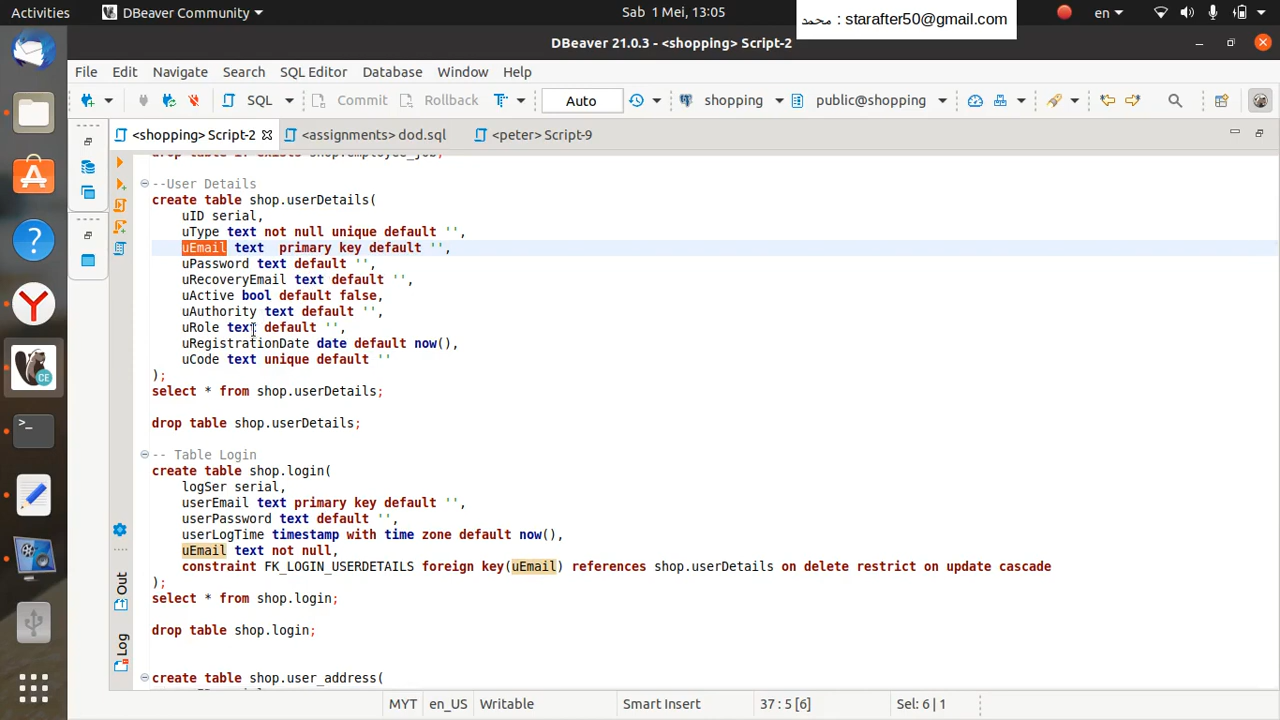 Activities
DBeaver Community
Sab 1 Mei, 13:05
محمد : starafter50@gmail.com
en
DBeaver 21.0.3 - <shopping> Script-2
File Edit Navigate Search SQL Editor Database Window Help
SQL Commit Rollback T Auto shopping public@shopping
<shopping> Script-2 <assignments> dod.sql <peter> Script-9
drop table if exists shop.employee_job;
--User Details
create table shop.userDetails(
uID serial,
uType text not null unique default '',
uEmail text  primary key default '',
uPassword text default '',
uRecoveryEmail text default '',
uActive bool default false,
uAuthority text default '',
uRole text default '',
uRegistrationDate date default now(),
uCode text unique default ''
);
select * from shop.userDetails;
drop table shop.userDetails;
-- Table Login
create table shop.login(
logSer serial,
userEmail text primary key default '',
userPassword text default '',
userLogTime timestamp with time zone default now(),
uEmail text not null,
constraint FK_LOGIN_USERDETAILS foreign key(uEmail) references shop.userDetails on delete restrict on update cascade
);
select * from shop.login;
drop table shop.login;
create table shop.user_address(
Out
Log
CE
MYT en_US Writable Smart Insert 37 : 5 [6] Sel: 6 | 1